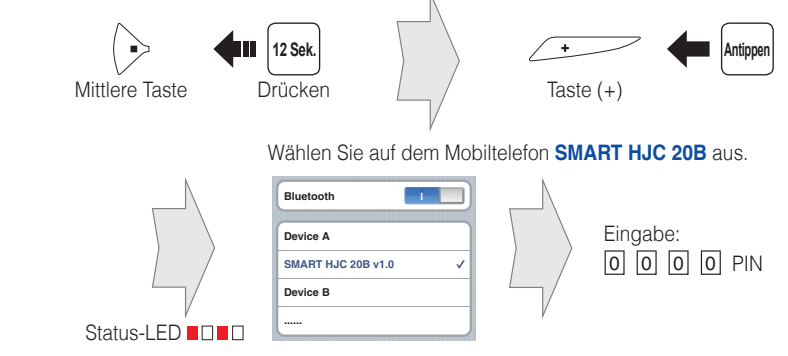 12 Sek.
Antippen
+
Mittlere Taste
Drücken
Taste (+)
Wählen Sie auf dem Mobiltelefon SMART HJC 20B aus.
Bluetooth
I
Device A
SMART HJC 20B v1.0 ✓
Device B
......
Eingabe:
0 0 0 0 PIN
Status-LED